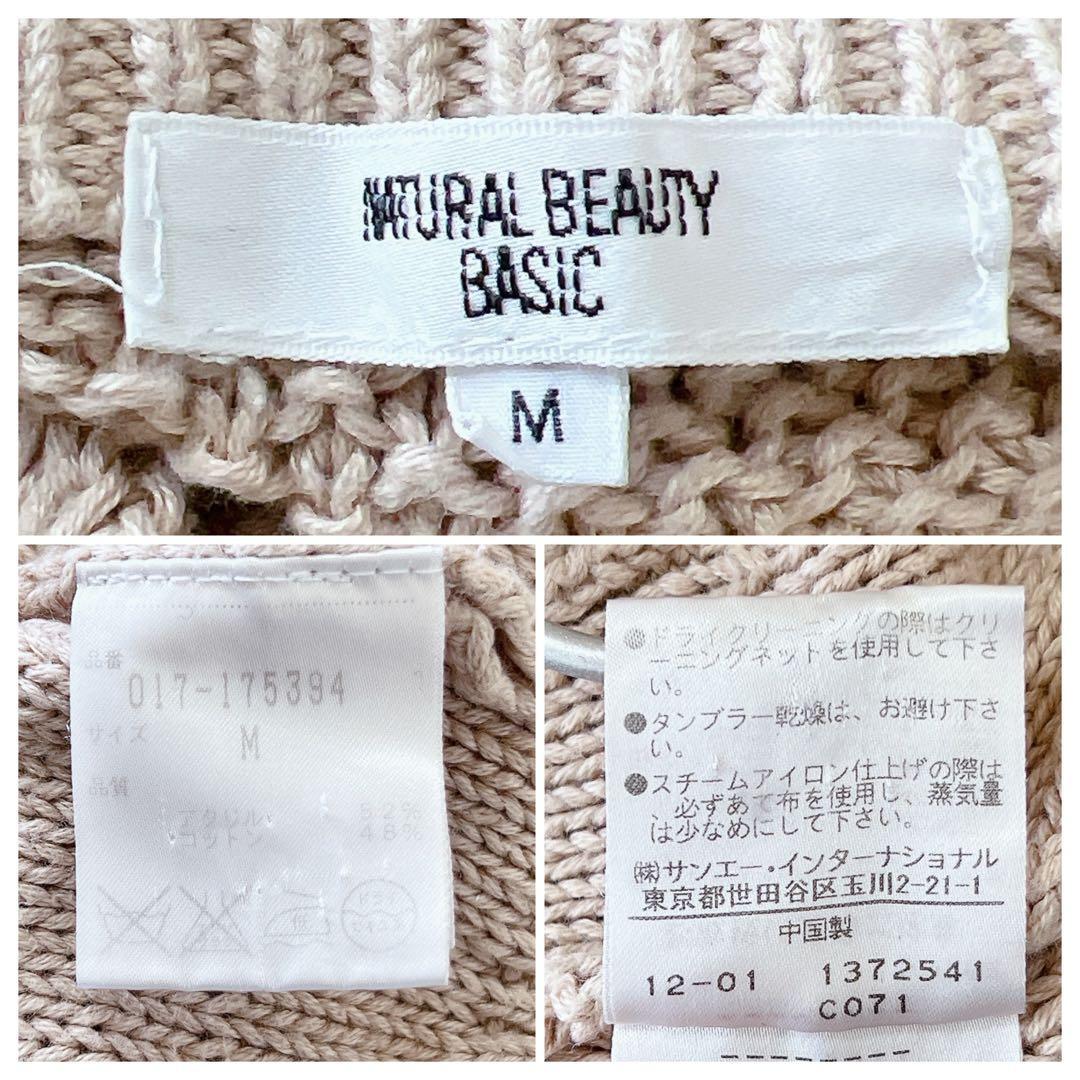 NATURAL BEAUTY
BASIC
M
品番
017-175394
サイズ
M
品質
アクリル 52%
コットン 48%
●ドライクリーニングの際はクリ
ーニングネットを使用して下さ
い。
●タンブラー乾燥は、お避け下さ
い。
●スチームアイロン仕上げの際は
必ずあて布を使用し、蒸気量
は少なめにして下さい。
㈱サンエー・インターナショナル
東京都世田谷区玉川2-21-1
中国製
12-01 1372541
C071